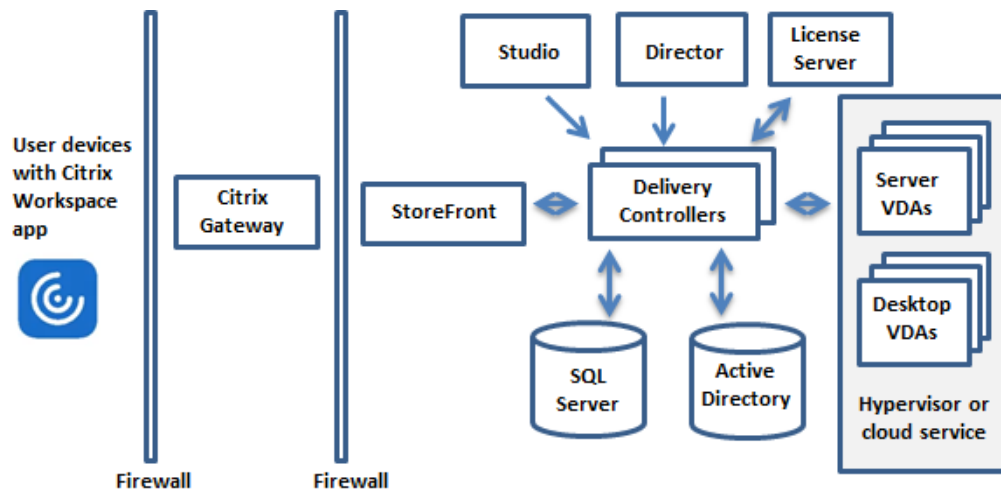 Studio
Director
License
Server
User devices
with Citrix
Workspace
app
Citrix
Gateway
StoreFront
Delivery
Controllers
Server
VDAs
Desktop
VDAs
SQL
Server
Active
Directory
Hypervisor or
cloud service
Firewall
Firewall